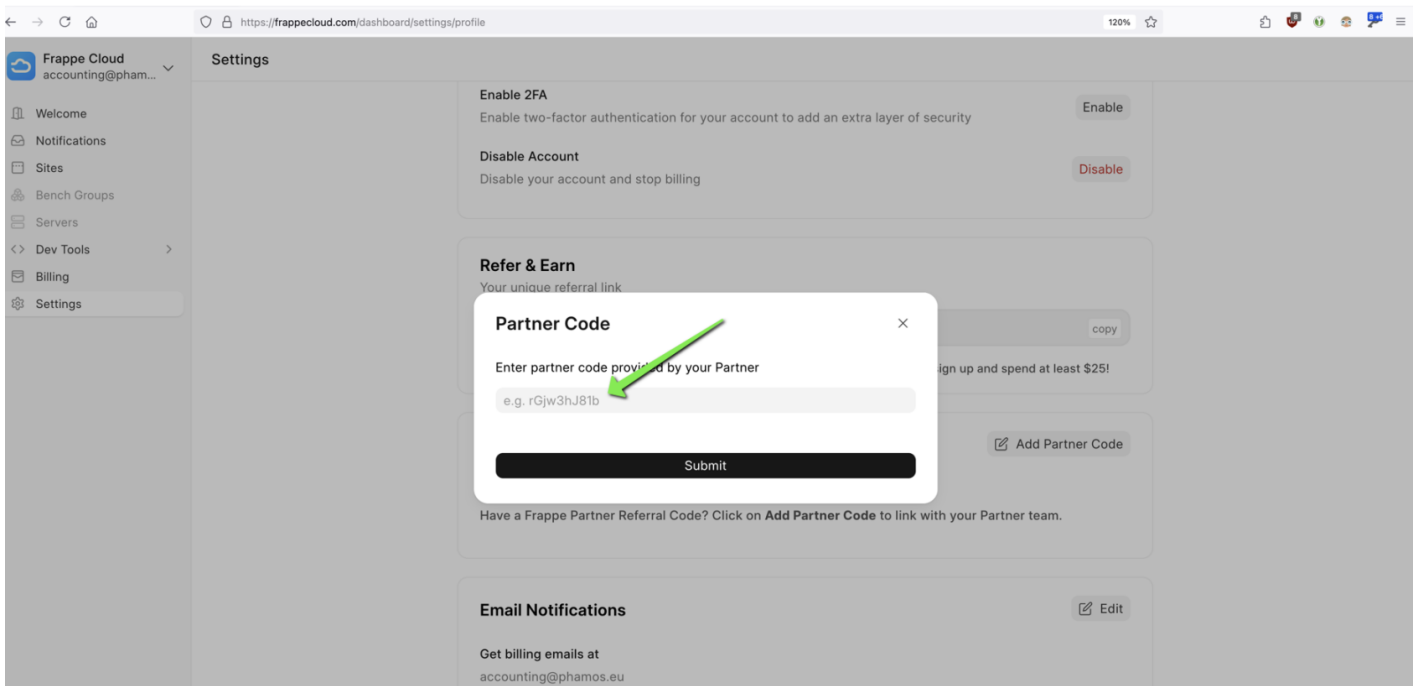 https://frappecloud.com/dashboard/settings/profile
120%
Frappe Cloud
accounting@pham...
Welcome
Notifications
Sites
Bench Groups
Servers
Dev Tools
Billing
Settings
Settings
Enable 2FA
Enable two-factor authentication for your account to add an extra layer of security
Enable
Disable Account
Disable your account and stop billing
Disable
Refer & Earn
Your unique referral link
copy
ign up and spend at least $25!
Partner Code
Enter partner code provided by your Partner
e.g. rGjw3hJ81b
Submit
Add Partner Code
Have a Frappe Partner Referral Code? Click on Add Partner Code to link with your Partner team.
Email Notifications
Edit
Get billing emails at
accounting@phamos.eu